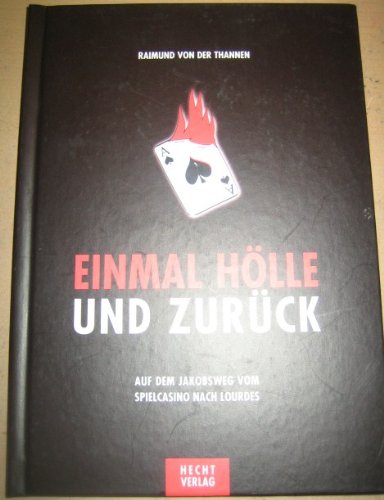 RAIMUND VON DER THANNEN
A
A
EINMAL HÖLLE
UND ZURÜCK
AUF DEM JAKOBSWEG VOM
SPIELCASINO NACH LOURDES
HECHT
VERLAG